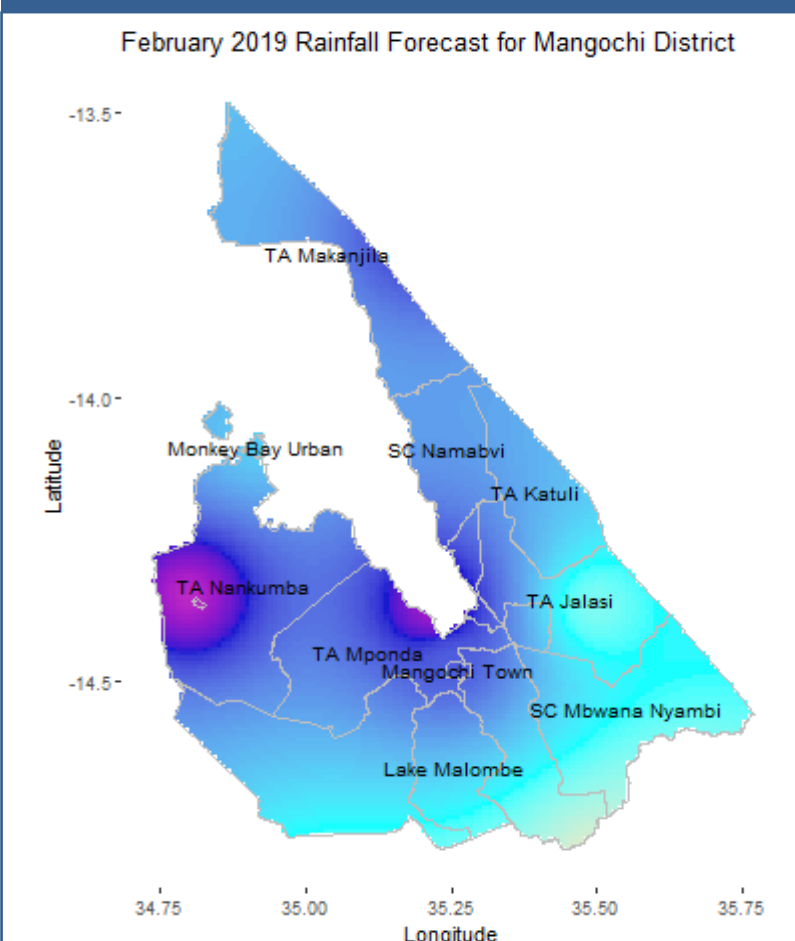 February 2019 Rainfall Forecast for Mangochi District
-13.5
TA Makanjila
-14.0
Monkey Bay Urban
SC Namabvi
TA Katuli
Latitude
TA Nankumba
TA Jalasi
TA Mponda
Mangochi Town
-14.5
SC Mbwana Nyambi
Lake Malombe
34.75 35.00 35.25 35.50 35.75
Longitude